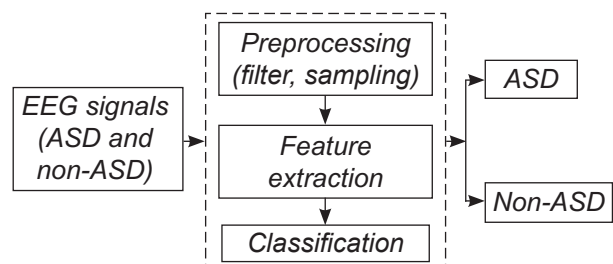 EEG signals
(ASD and
non-ASD)
Preprocessing
(filter, sampling)
Feature
extraction
Classification
ASD
Non-ASD